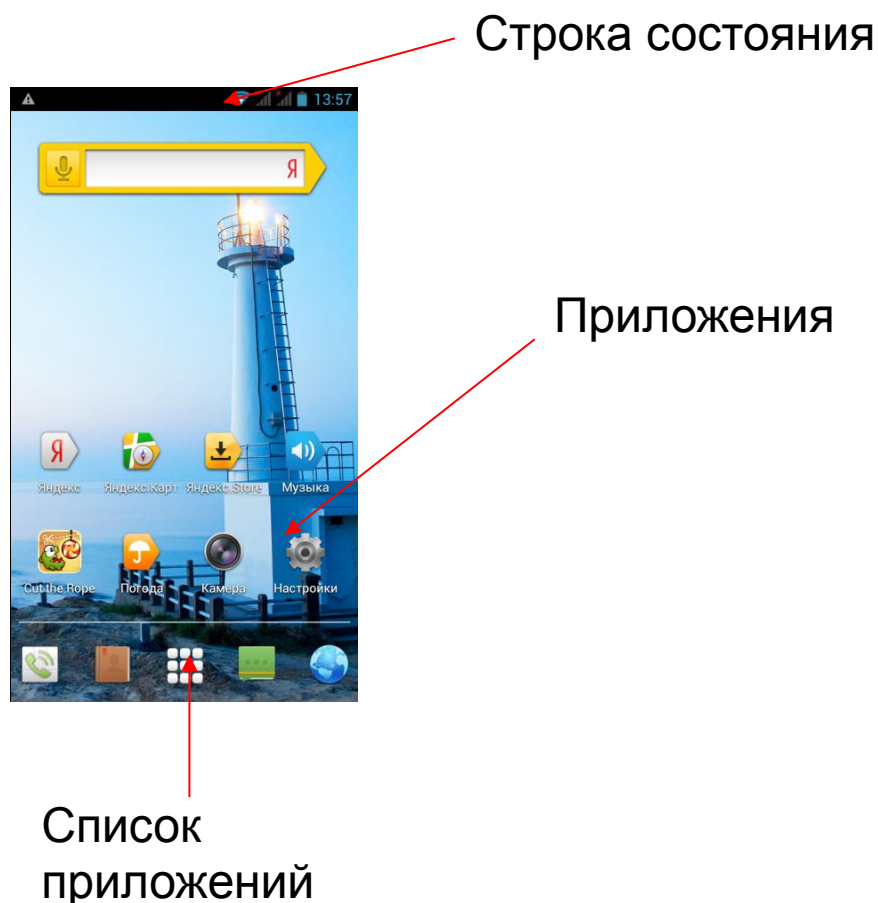 Строка состояния
13:57
Я
Приложения
Я
Яндекс Яндекс.Карт Яндекс.Store Музыка
Cut the Rope Погода Камера Настройки
Список
приложений